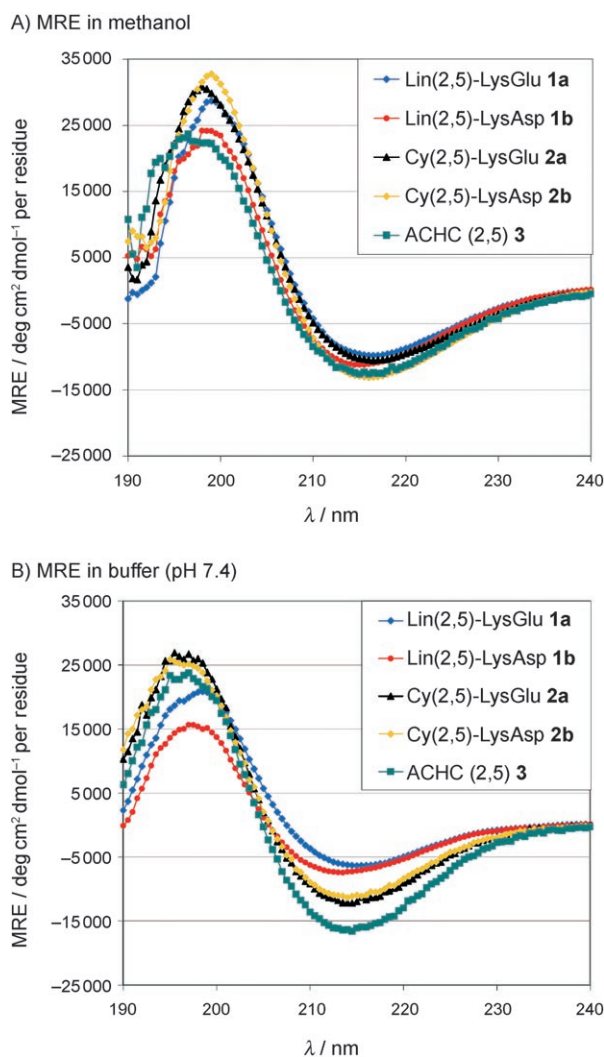 A) MRE in methanol
MRE / deg cm² dmol⁻¹ per residue
35 000
25 000
15 000
5000
–5000
–15 000
–25 000
Lin(2,5)-LysGlu 1a
Lin(2,5)-LysAsp 1b
Cy(2,5)-LysGlu 2a
Cy(2,5)-LysAsp 2b
ACHC (2,5) 3
190 200 210 220 230 240
λ / nm
B) MRE in buffer (pH 7.4)
MRE / deg cm² dmol⁻¹ per residue
35 000
25 000
15 000
5000
–5000
–15 000
–25 000
Lin(2,5)-LysGlu 1a
Lin(2,5)-LysAsp 1b
Cy(2,5)-LysGlu 2a
Cy(2,5)-LysAsp 2b
ACHC (2,5) 3
190 200 210 220 230 240
λ / nm